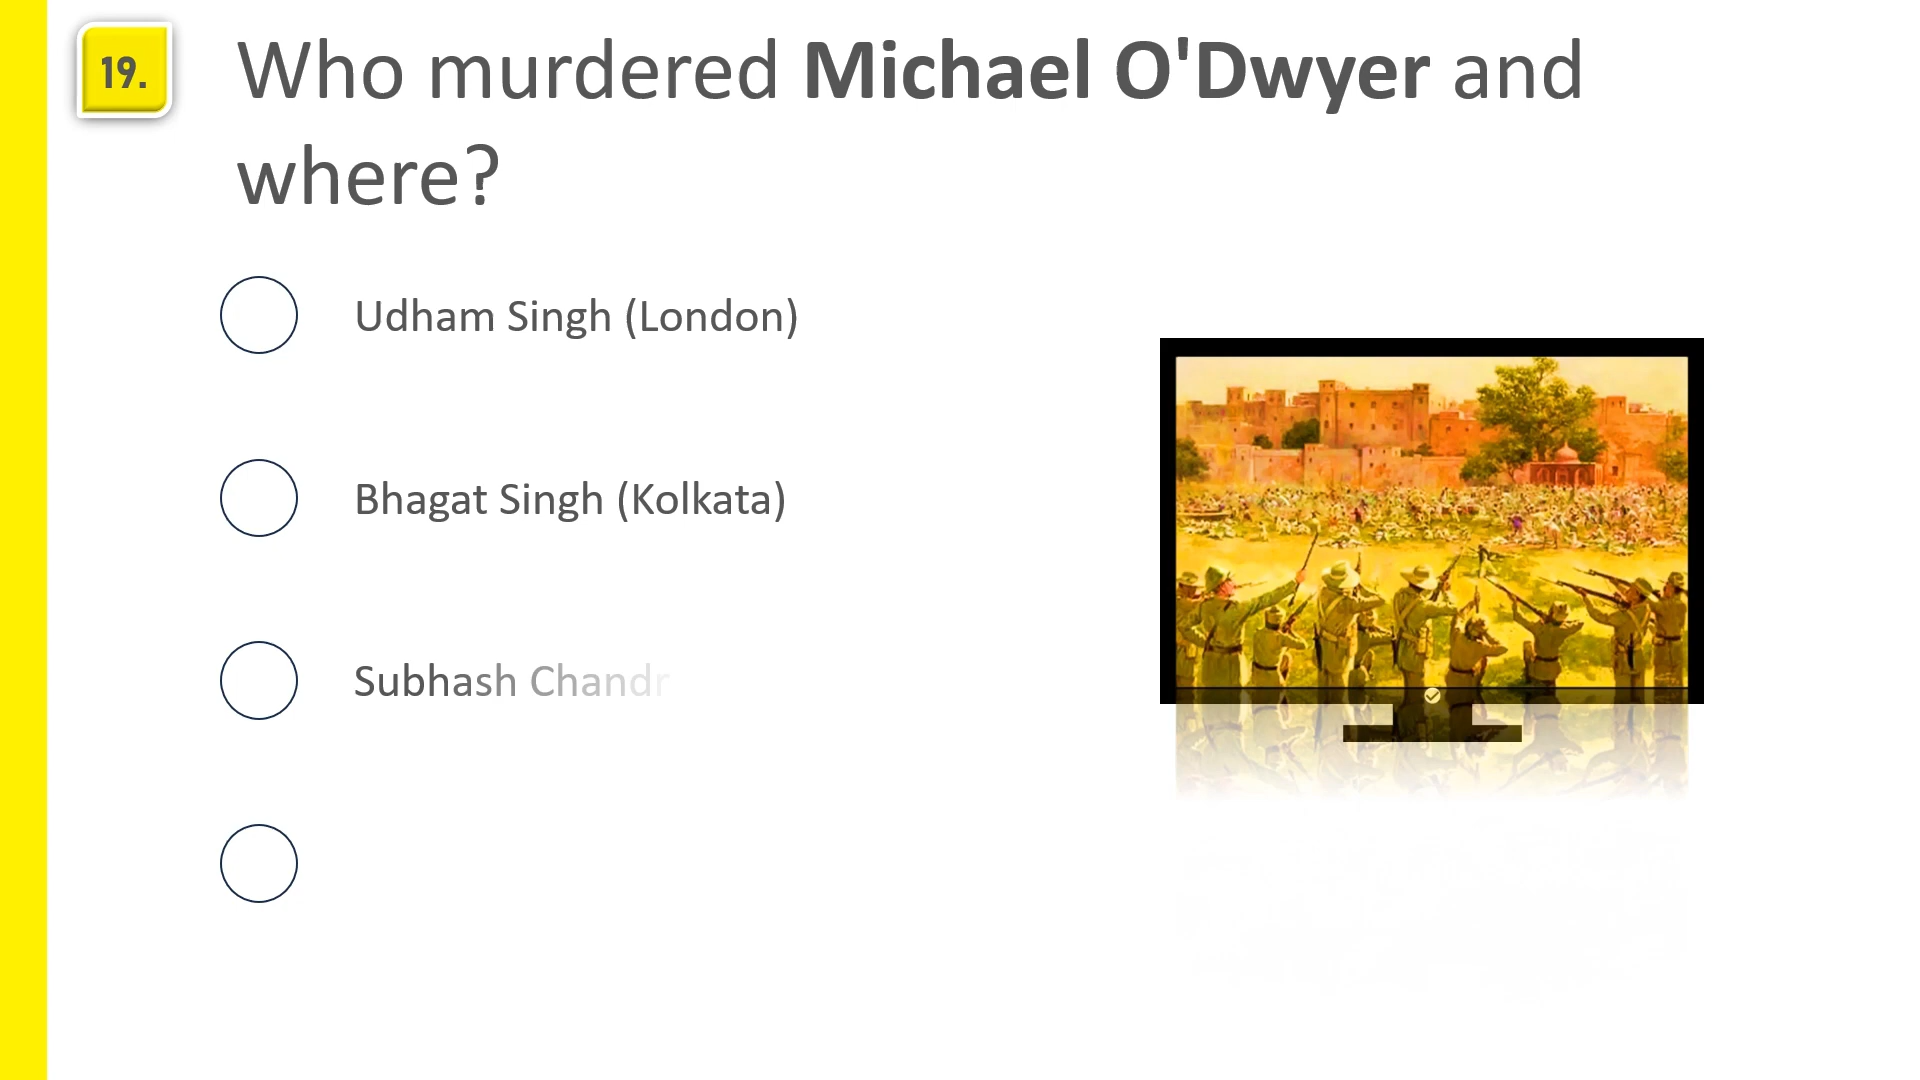 19.
Who murdered Michael O'Dwyer and
where?
Udham Singh (London)
Bhagat Singh (Kolkata)
Subhash Chandr